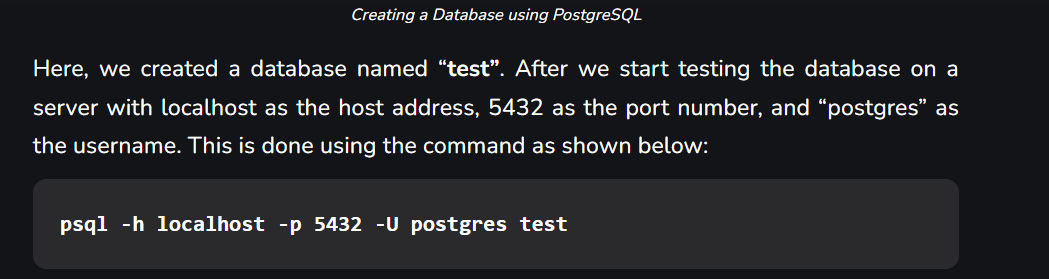 Creating a Database using PostgreSQL
Here, we created a database named “test”. After we start testing the database on a
server with localhost as the host address, 5432 as the port number, and “postgres” as
the username. This is done using the command as shown below:
psql -h localhost -p 5432 -U postgres test